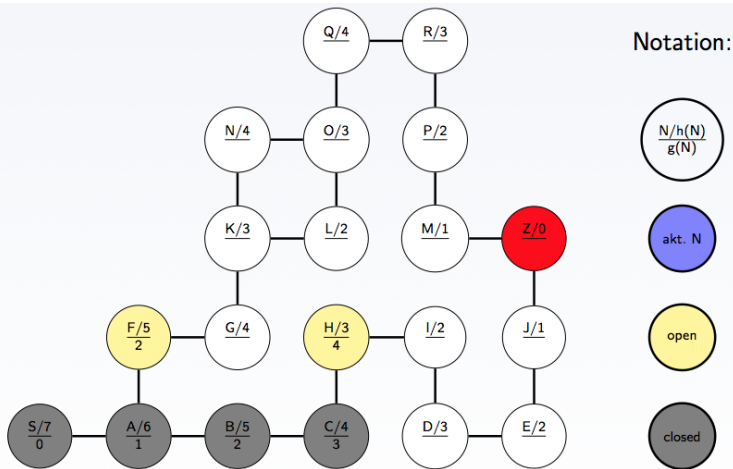 Q/4 R/3 Notation:
N/4 O/3 P/2 N/h(N)
g(N)
K/3 L/2 M/1 Z/0 akt. N
F/5 G/4 H/3 I/2 J/1 open
2 4
S/7 A/6 B/5 C/4 D/3 E/2 closed
0 1 2 3